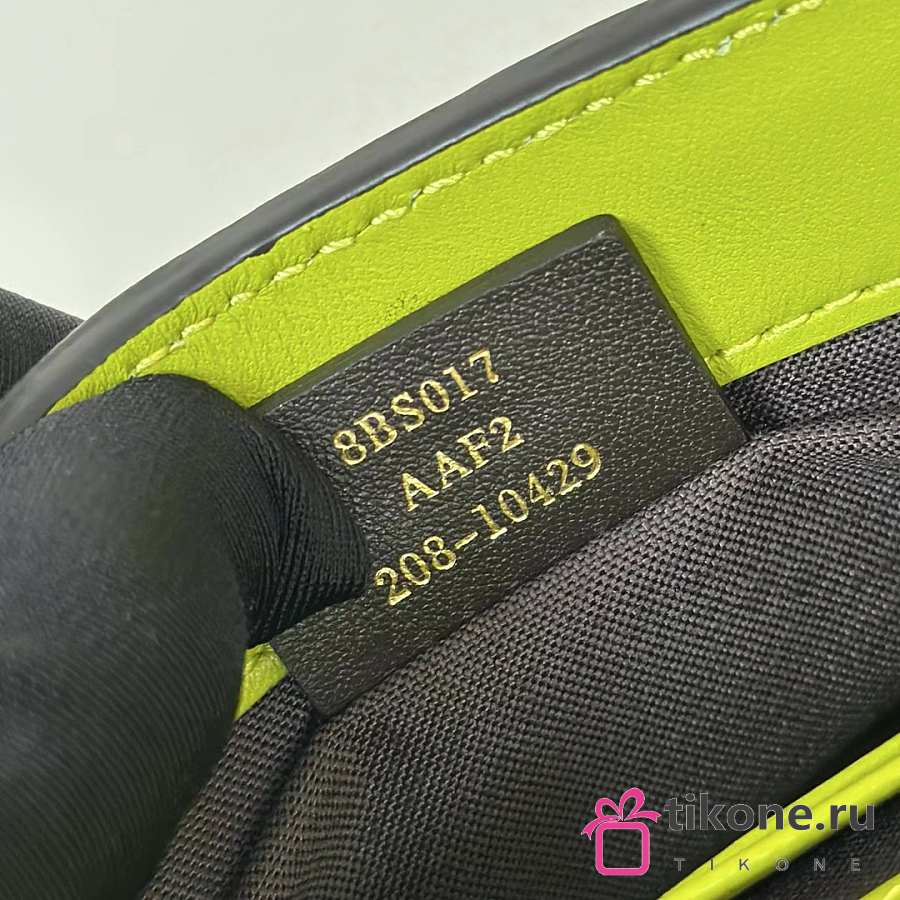 8BS017
AAF2
208-10429
tikone.ru
TIKONE